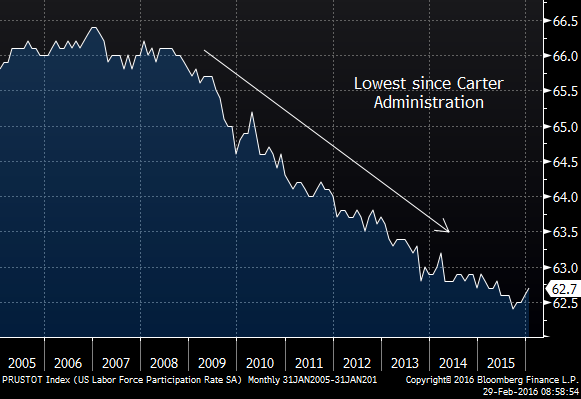 66.5
66.0
65.5
Lowest since Carter
Administration
65.0
64.5
64.0
63.5
63.0
62.7
62.5
2005 2006 2007 2008 2009 2010 2011 2012 2013 2014 2015
PRUSTOT Index (US Labor Force Participation Rate SA) Monthly 31JAN2005-31JAN201
Copyright© 2016 Bloomberg Finance L.P.
29-Feb-2016 08:58:54